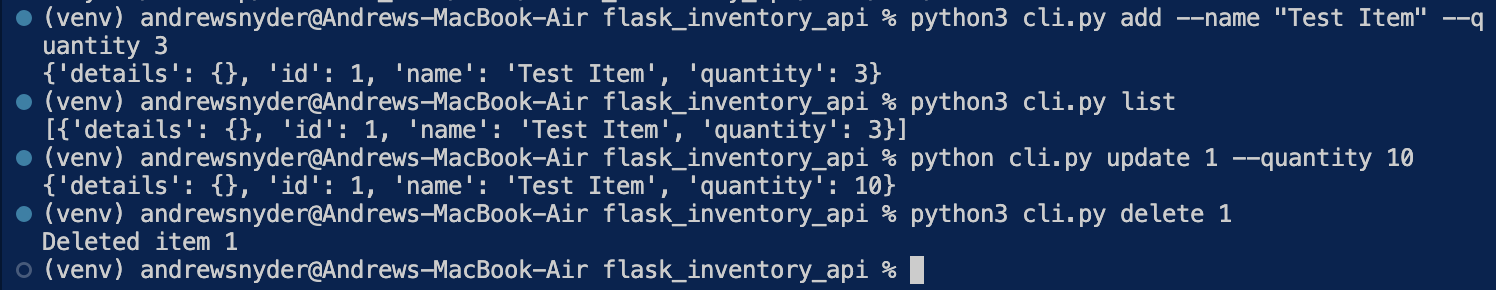 (venv) andrewsnyder@Andrews-MacBook-Air flask_inventory_api % python3 cli.py add --name "Test Item" --q
uantity 3
{'details': {}, 'id': 1, 'name': 'Test Item', 'quantity': 3}
(venv) andrewsnyder@Andrews-MacBook-Air flask_inventory_api % python3 cli.py list
[{'details': {}, 'id': 1, 'name': 'Test Item', 'quantity': 3}]
(venv) andrewsnyder@Andrews-MacBook-Air flask_inventory_api % python cli.py update 1 --quantity 10
{'details': {}, 'id': 1, 'name': 'Test Item', 'quantity': 10}
(venv) andrewsnyder@Andrews-MacBook-Air flask_inventory_api % python3 cli.py delete 1
Deleted item 1
(venv) andrewsnyder@Andrews-MacBook-Air flask_inventory_api %